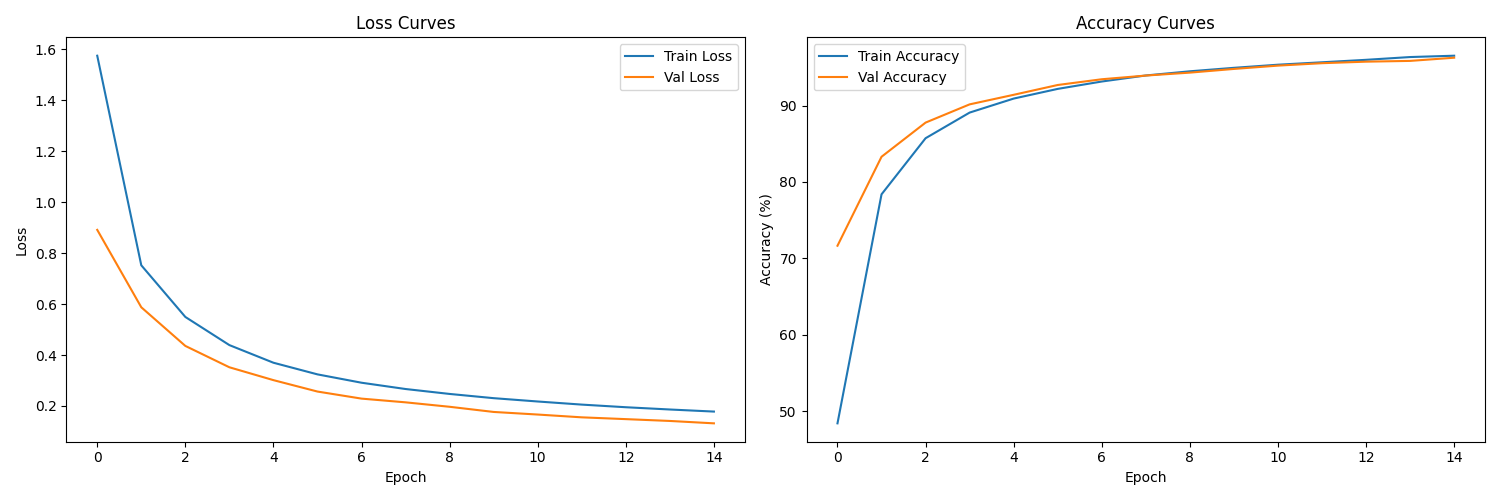 Loss Curves
1.6
1.4
1.2
1.0
0.8
0.6
0.4
0.2
Loss
0 2 4 6 8 10 12 14
Epoch
Train Loss
Val Loss
Accuracy Curves
90
80
70
60
50
Accuracy (%)
0 2 4 6 8 10 12 14
Epoch
Train Accuracy
Val Accuracy